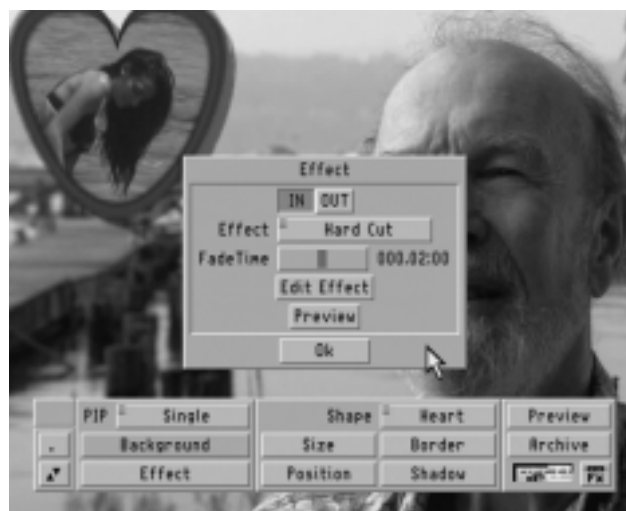 Effect
IN OUT
Effect Hard Cut
FadeTime 000.02:00
Edit Effect
Preview
Ok
PIP Single Shape Heart Preview
Background Size Border Archive
Effect Position Shadow FX